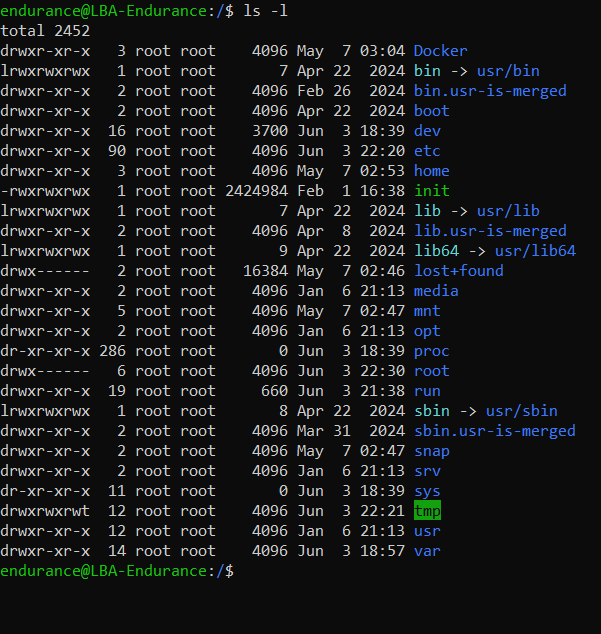 endurance@LBA-Endurance:/$ ls -l
total 2452
drwxr-xr-x   3 root root    4096 May  7 03:04 Docker
lrwxrwxrwx   1 root root       7 Apr 22  2024 bin -> usr/bin
drwxr-xr-x   2 root root    4096 Feb 26  2024 bin.usr-is-merged
drwxr-xr-x   2 root root    4096 Apr 22  2024 boot
drwxr-xr-x  16 root root    3700 Jun  3 18:39 dev
drwxr-xr-x  90 root root    4096 Jun  3 22:20 etc
drwxr-xr-x   3 root root    4096 May  7 02:53 home
-rwxrwxrwx   1 root root 2424984 Feb  1 16:38 init
lrwxrwxrwx   1 root root       7 Apr 22  2024 lib -> usr/lib
drwxr-xr-x   2 root root    4096 Apr  8  2024 lib.usr-is-merged
lrwxrwxrwx   1 root root       9 Apr 22  2024 lib64 -> usr/lib64
drwx------   2 root root   16384 May  7 02:46 lost+found
drwxr-xr-x   2 root root    4096 Jan  6 21:13 media
drwxr-xr-x   5 root root    4096 May  7 02:47 mnt
drwxr-xr-x   2 root root    4096 Jan  6 21:13 opt
dr-xr-xr-x 286 root root       0 Jun  3 18:39 proc
drwx------   6 root root    4096 Jun  3 22:30 root
drwxr-xr-x  19 root root     660 Jun  3 21:38 run
lrwxrwxrwx   1 root root       8 Apr 22  2024 sbin -> usr/sbin
drwxr-xr-x   2 root root    4096 Mar 31  2024 sbin.usr-is-merged
drwxr-xr-x   2 root root    4096 May  7 02:47 snap
drwxr-xr-x   2 root root    4096 Jan  6 21:13 srv
dr-xr-xr-x  11 root root       0 Jun  3 18:39 sys
drwxrwxrwt  12 root root    4096 Jun  3 22:21 tmp
drwxr-xr-x  12 root root    4096 Jan  6 21:13 usr
drwxr-xr-x  14 root root    4096 Jun  3 18:57 var
endurance@LBA-Endurance:/$